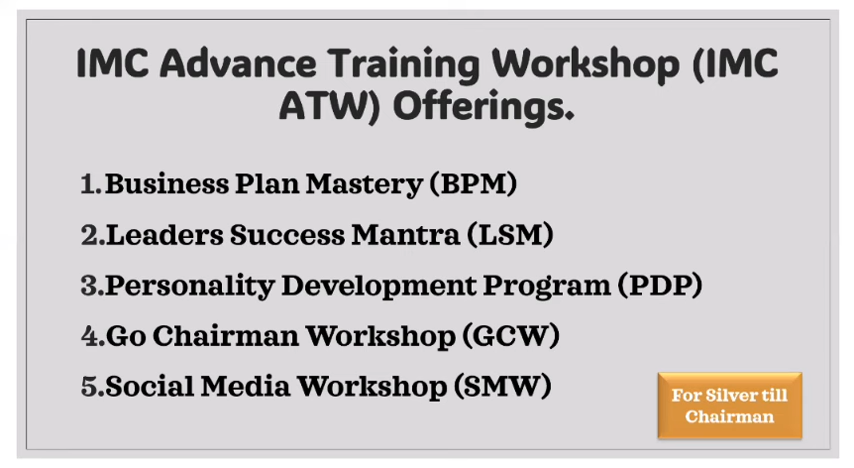 IMC Advance Training Workshop (IMC
ATW) Offerings.
1.Business Plan Mastery (BPM)
2.Leaders Success Mantra (LSM)
3.Personality Development Program (PDP)
4.Go Chairman Workshop (GCW)
5.Social Media Workshop (SMW)
For Silver till
Chairman